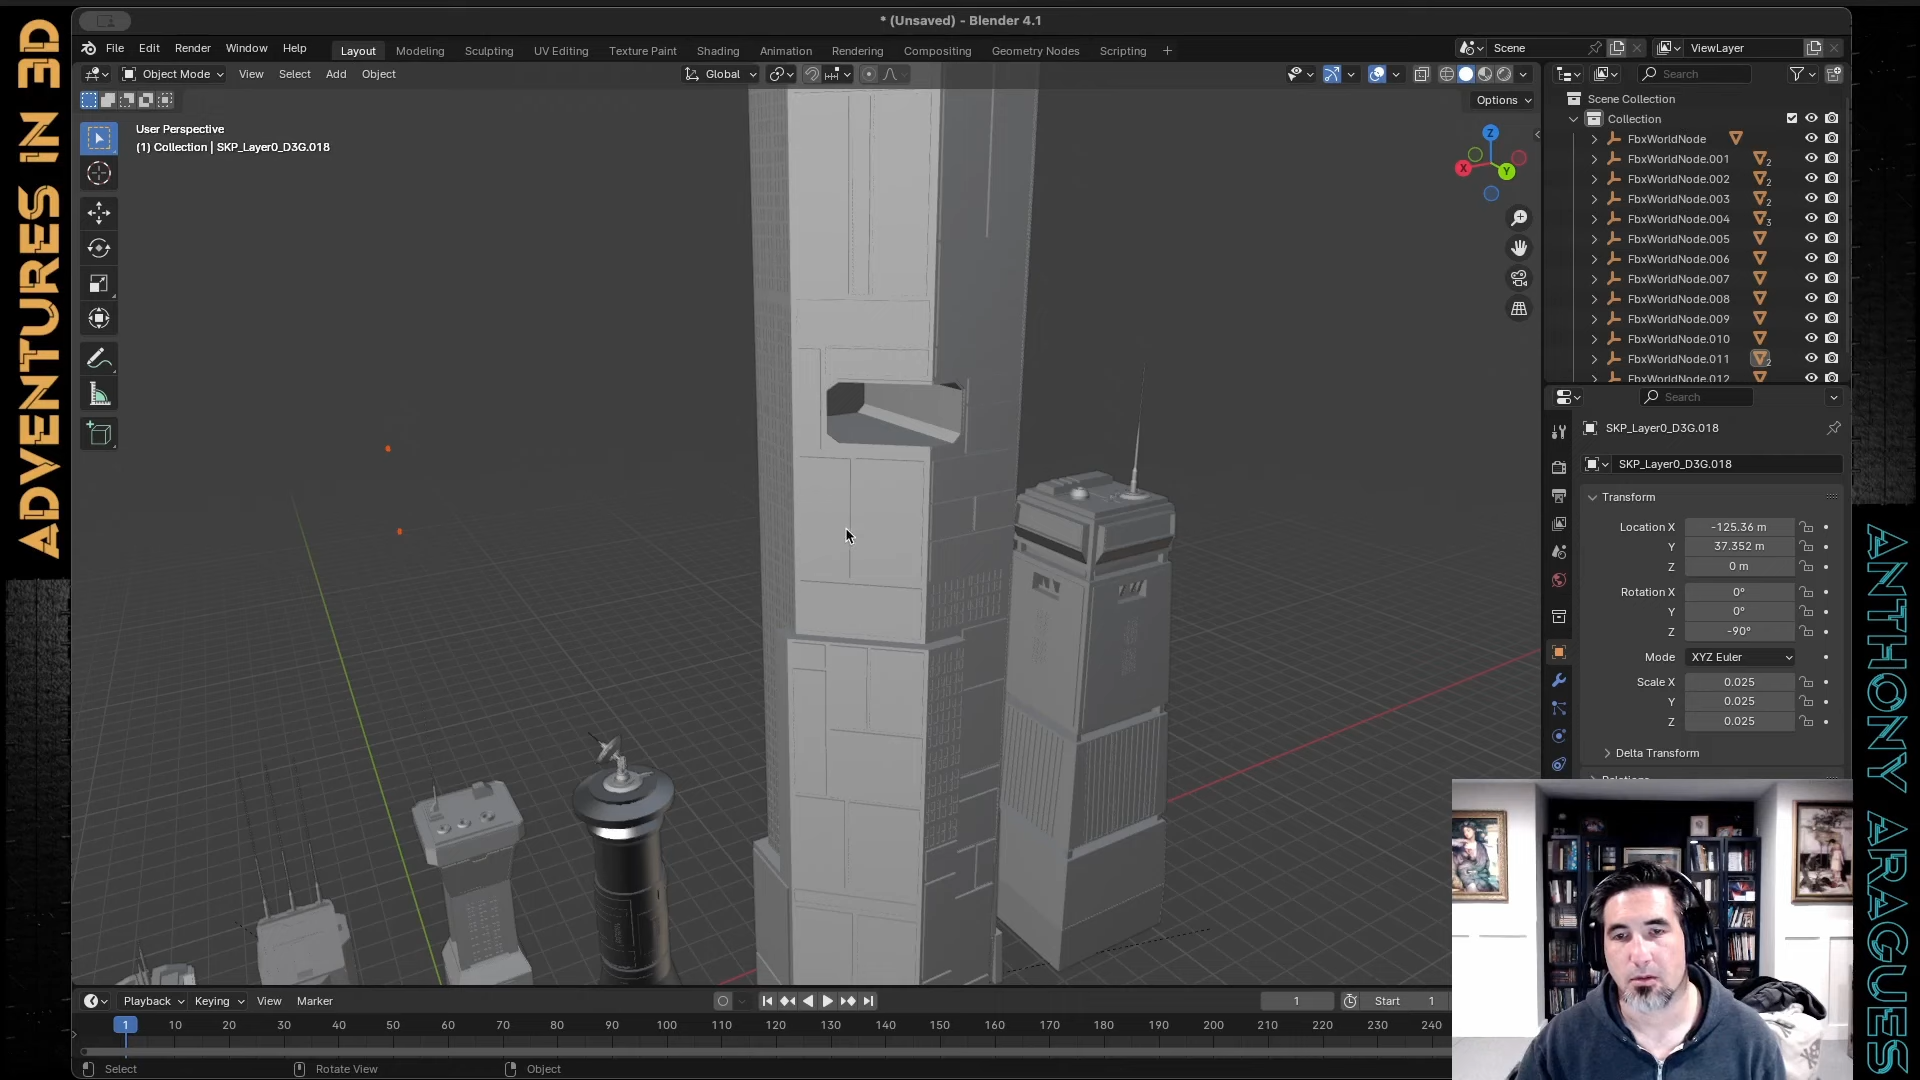 ADVENTURES IN 3D
ANTHONY ARAGUES
* (Unsaved) - Blender 4.1
File Edit Render Window Help
Layout Modeling Sculpting UV Editing Texture Paint Shading Animation Rendering Compositing Geometry Nodes Scripting +
Scene
ViewLayer
Object Mode View Select Add Object
Global
Search
Options
User Perspective
(1) Collection | SKP_Layer0_D3G.018
Z
X
Y
Scene Collection
Collection
FbxWorldNode
FbxWorldNode.001 2
FbxWorldNode.002 2
FbxWorldNode.003 2
FbxWorldNode.004 3
FbxWorldNode.005
FbxWorldNode.006
FbxWorldNode.007
FbxWorldNode.008
FbxWorldNode.009
FbxWorldNode.010
FbxWorldNode.011 2
FbxWorldNode.012
Search
SKP_Layer0_D3G.018
SKP_Layer0_D3G.018
Transform
Location X -125.36 m
Y 37.352 m
Z 0 m
Rotation X 0°
Y 0°
Z -90°
Mode XYZ Euler
Scale X 0.025
Y 0.025
Z 0.025
Delta Transform
Playback Keying View Marker
1
Start 1
1 10 20 30 40 50 60 70 80 90 100 110 120 130 140 150 160 170 180 190 200 210 220 230 240
Select Rotate View Object